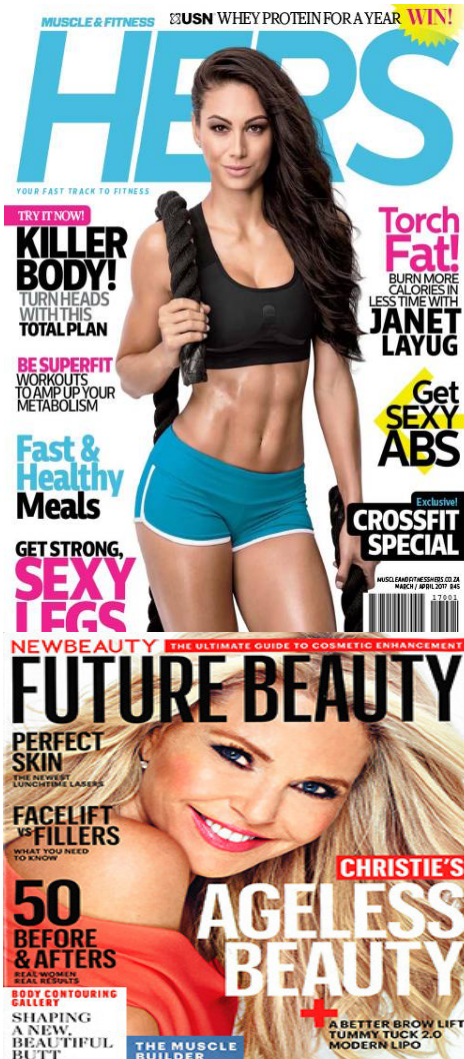 MUSCLE & FITNESS
USN WHEY PROTEIN FOR A YEAR WIN!
HERS
YOUR FAST TRACK TO FITNESS
TRY IT NOW!
KILLER
BODY!
TURN HEADS
WITH THIS
TOTAL PLAN
BE SUPERFIT
WORKOUTS
TO AMP UP YOUR
METABOLISM
Fast &
Healthy
Meals
GET STRONG,
SEXY
LEGS
Torch
Fat!
BURN MORE
CALORIES IN
LESS TIME WITH
JANET
LAYUG
Get
SEXY
ABS
Exclusive!
CROSSFIT
SPECIAL
MUSCLEANDFITNESSHERS.CO.ZA
MARCH / APRIL 2017 R45
17001
NEWBEAUTY THE ULTIMATE GUIDE TO COSMETIC ENHANCEMENT
FUTURE BEAUTY
PERFECT
SKIN
THE NEWEST
LUNCHTIME LASERS
FACELIFT
VS FILLERS
WHAT YOU NEED
TO KNOW
50
BEFORE
& AFTERS
REAL WOMEN
REAL RESULTS
BODY CONTOURING
GALLERY
SHAPING
A NEW,
BEAUTIFUL
BUTT
THE MUSCLE
BUILDER
CHRISTIE'S
AGELESS
BEAUTY
+
A BETTER BROW LIFT
TUMMY TUCK 2.0
MODERN LIPO